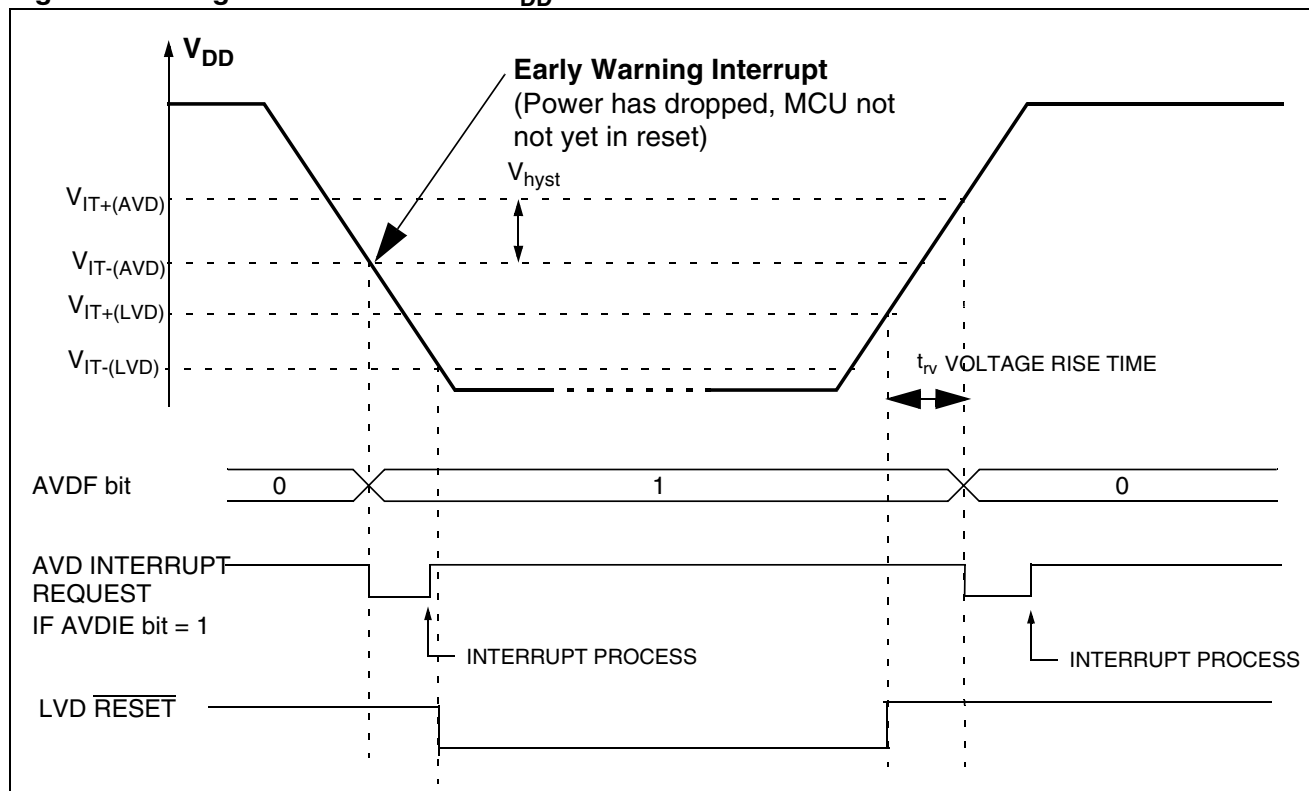 V_DD
Early Warning Interrupt
(Power has dropped, MCU not
not yet in reset)
V_hyst
V_IT+(AVD)
V_IT-(AVD)
V_IT+(LVD)
V_IT-(LVD)
t_rv VOLTAGE RISE TIME
AVDF bit
0
1
0
AVD INTERRUPT
REQUEST
IF AVDIE bit = 1
INTERRUPT PROCESS
INTERRUPT PROCESS
LVD RESET